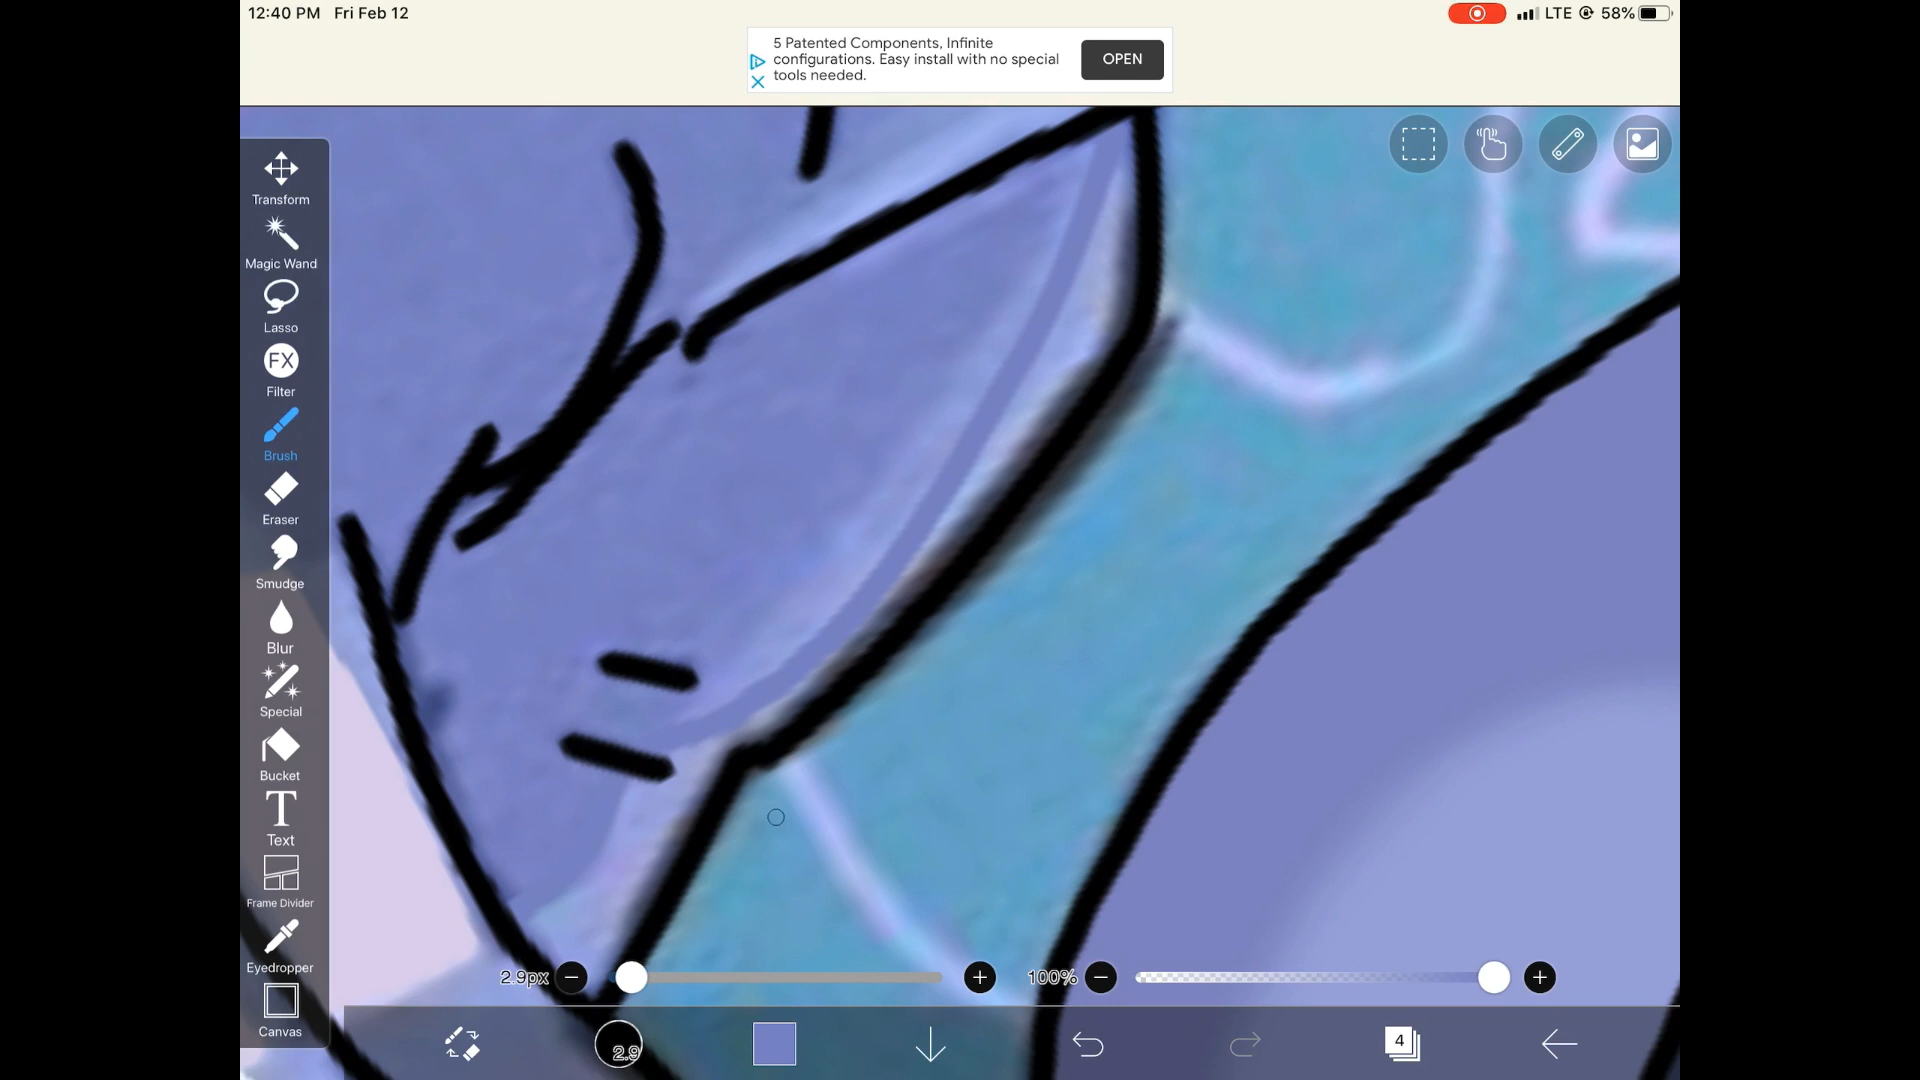 12:40 PM Fri Feb 12
LTE 58%
5 Patented Components, Infinite
configurations. Easy install with no special
tools needed.
OPEN
Transform
Magic Wand
Lasso
FX
Filter
Brush
Eraser
Smudge
Blur
Special
Bucket
T
Text
Frame Divider
Eyedropper
Canvas
2.9px
100%
2.9
4